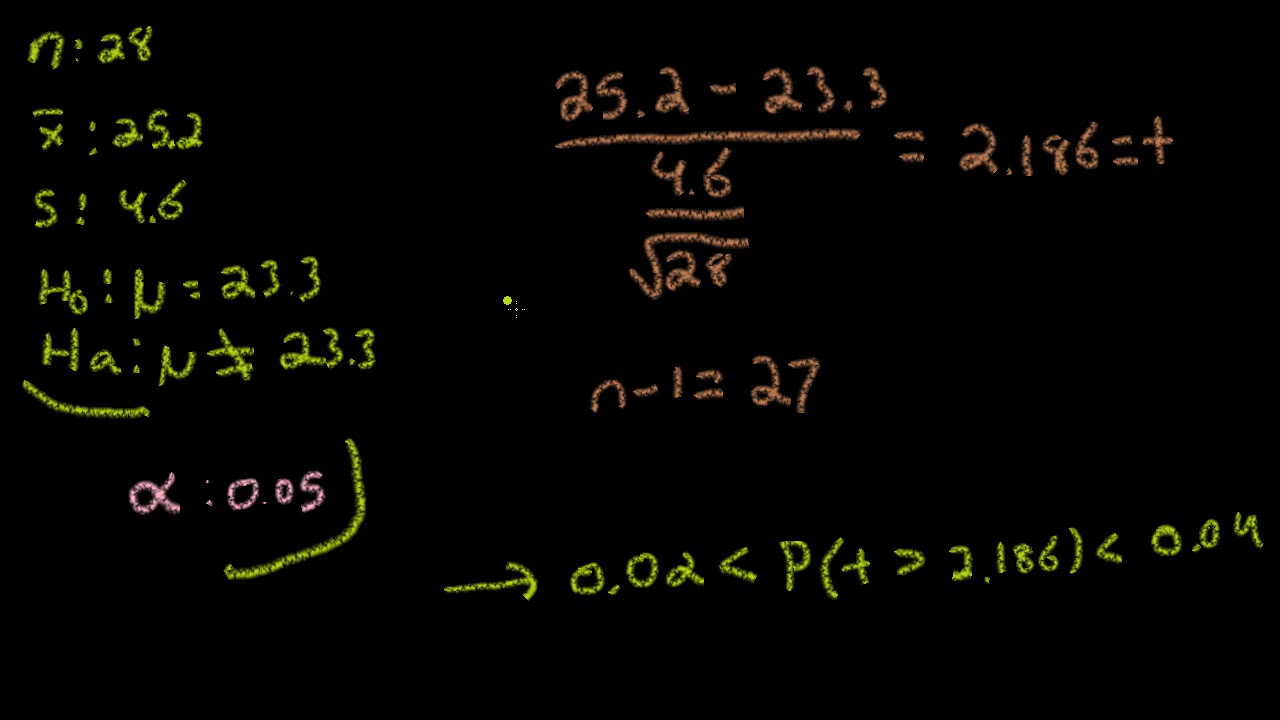 n: 28
x̄ : 25.2
S: 4.6
H₀: μ = 23.3
Ha: μ ≠ 23.3
α : 0.05
25.2 - 23.3
4.6
√28
= 2.186 = t
n-1 = 27
→ 0.02 < P(t > 2.186) < 0.04